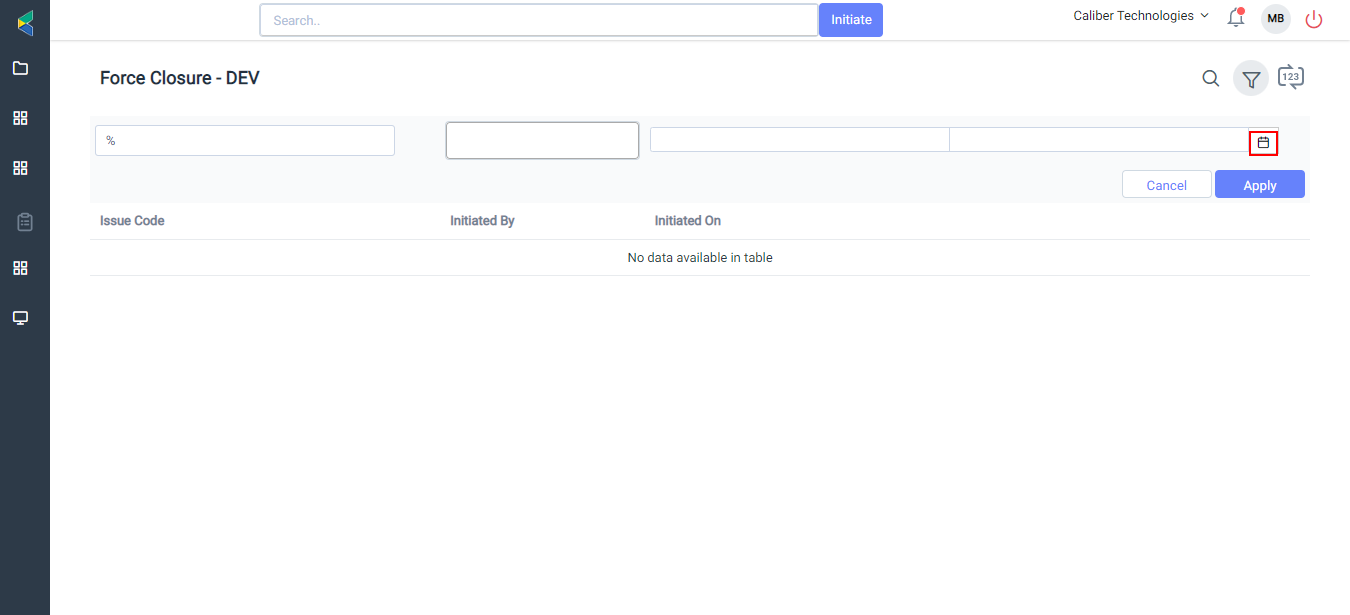 Search..
Initiate
Caliber Technologies
MB
Force Closure - DEV
123
%
Cancel
Apply
Issue Code
Initiated By
Initiated On
No data available in table